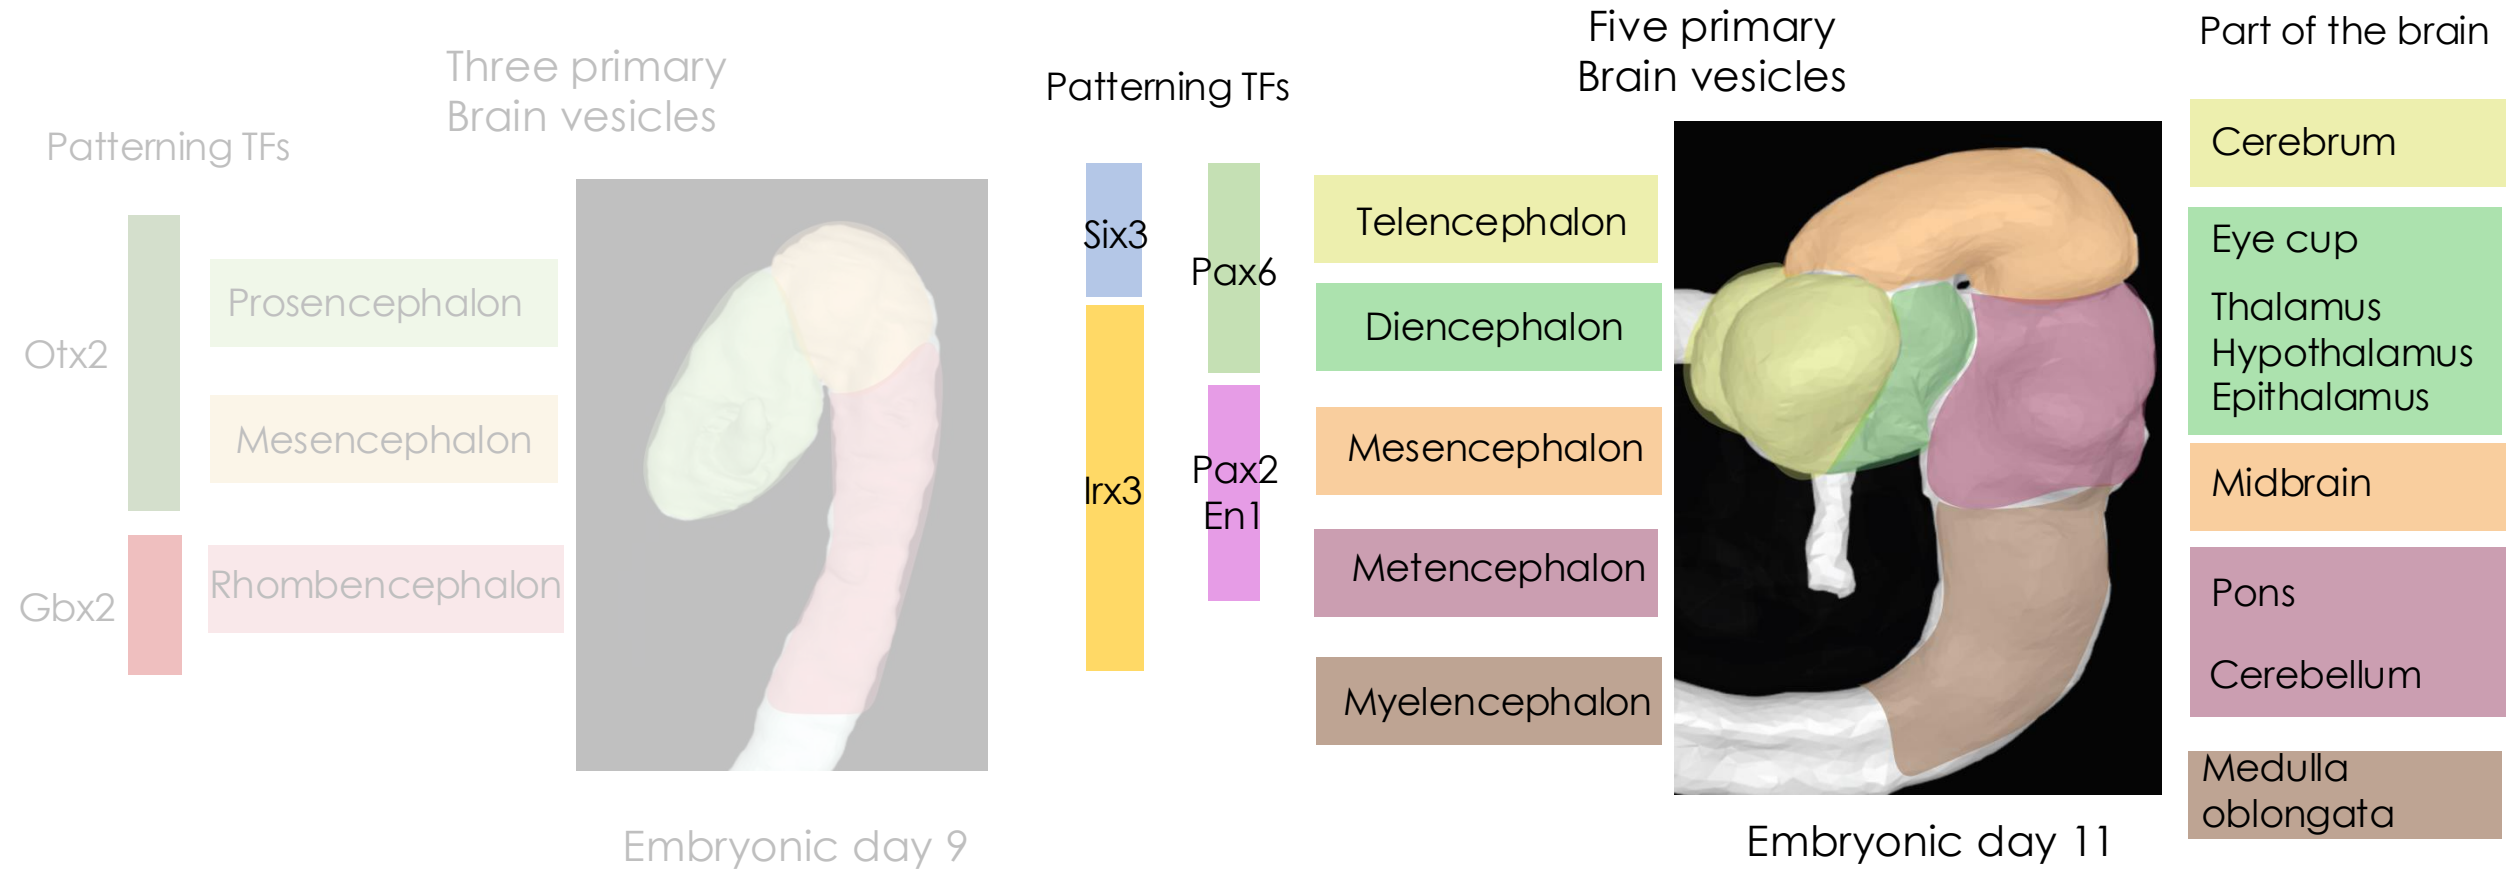 Three primary
Brain vesicles
Patterning TFs
Otx2
Gbx2
Prosencephalon
Mesencephalon
Rhombencephalon
Embryonic day 9
Patterning TFs
Six3
Irx3
Pax6
Pax2
En1
Five primary
Brain vesicles
Telencephalon
Diencephalon
Mesencephalon
Metencephalon
Myelencephalon
Embryonic day 11
Part of the brain
Cerebrum
Eye cup
Thalamus
Hypothalamus
Epithalamus
Midbrain
Pons
Cerebellum
Medulla
oblongata